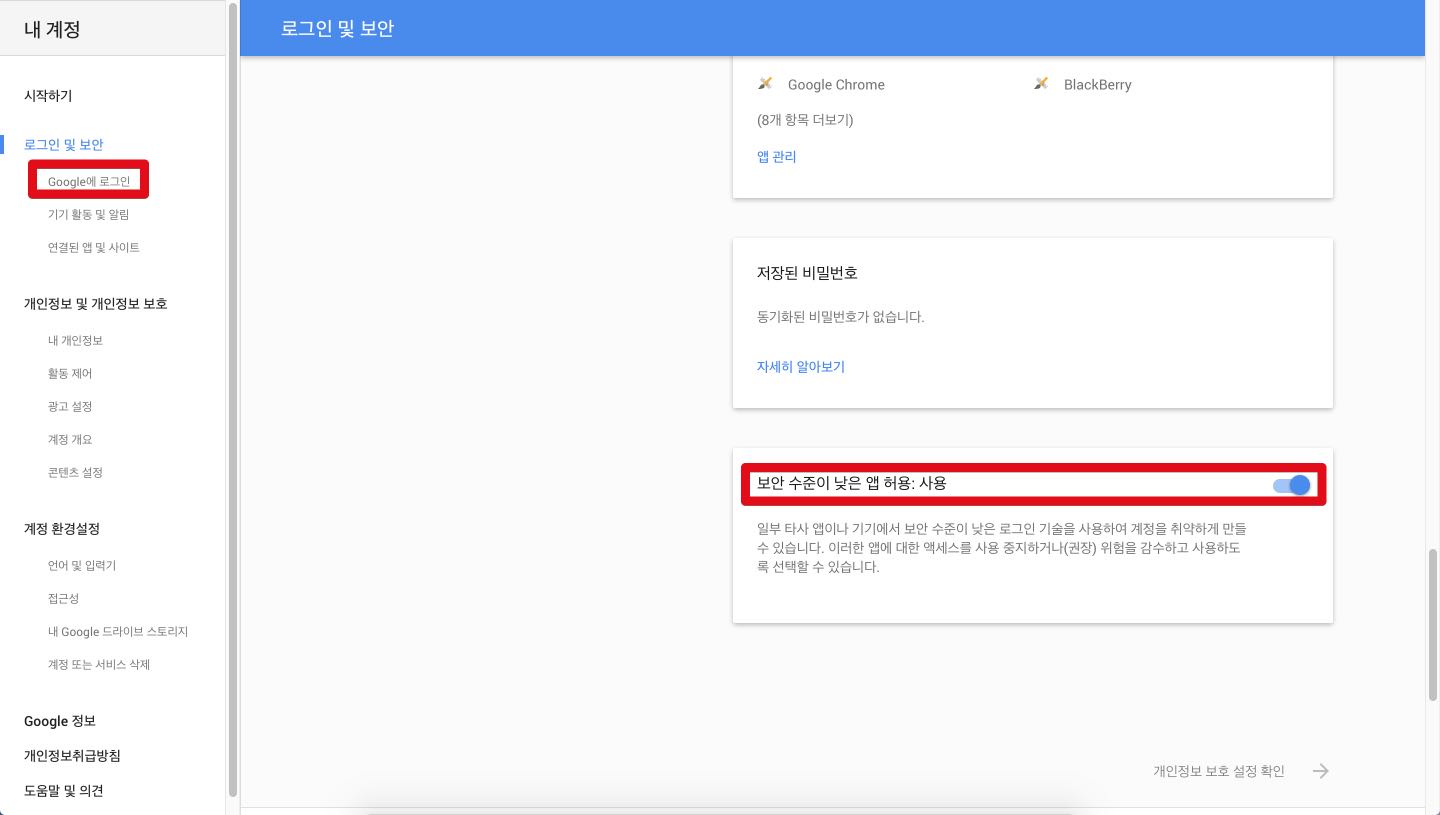 내 계정
시작하기
로그인 및 보안
Google에 로그인
기기 활동 및 알림
연결된 앱 및 사이트
개인정보 및 개인정보 보호
내 개인정보
활동 제어
광고 설정
계정 개요
콘텐츠 설정
계정 환경설정
언어 및 입력기
접근성
내 Google 드라이브 스토리지
계정 또는 서비스 삭제
Google 정보
개인정보취급방침
도움말 및 의견
로그인 및 보안
Google Chrome
BlackBerry
(8개 항목 더보기)
앱 관리
저장된 비밀번호
동기화된 비밀번호가 없습니다.
자세히 알아보기
보안 수준이 낮은 앱 허용: 사용
일부 타사 앱이나 기기에서 보안 수준이 낮은 로그인 기술을 사용하여 계정을 취약하게 만들
수 있습니다. 이러한 앱에 대한 액세스를 사용 중지하거나(권장) 위험을 감수하고 사용하도
록 선택할 수 있습니다.
개인정보 보호 설정 확인